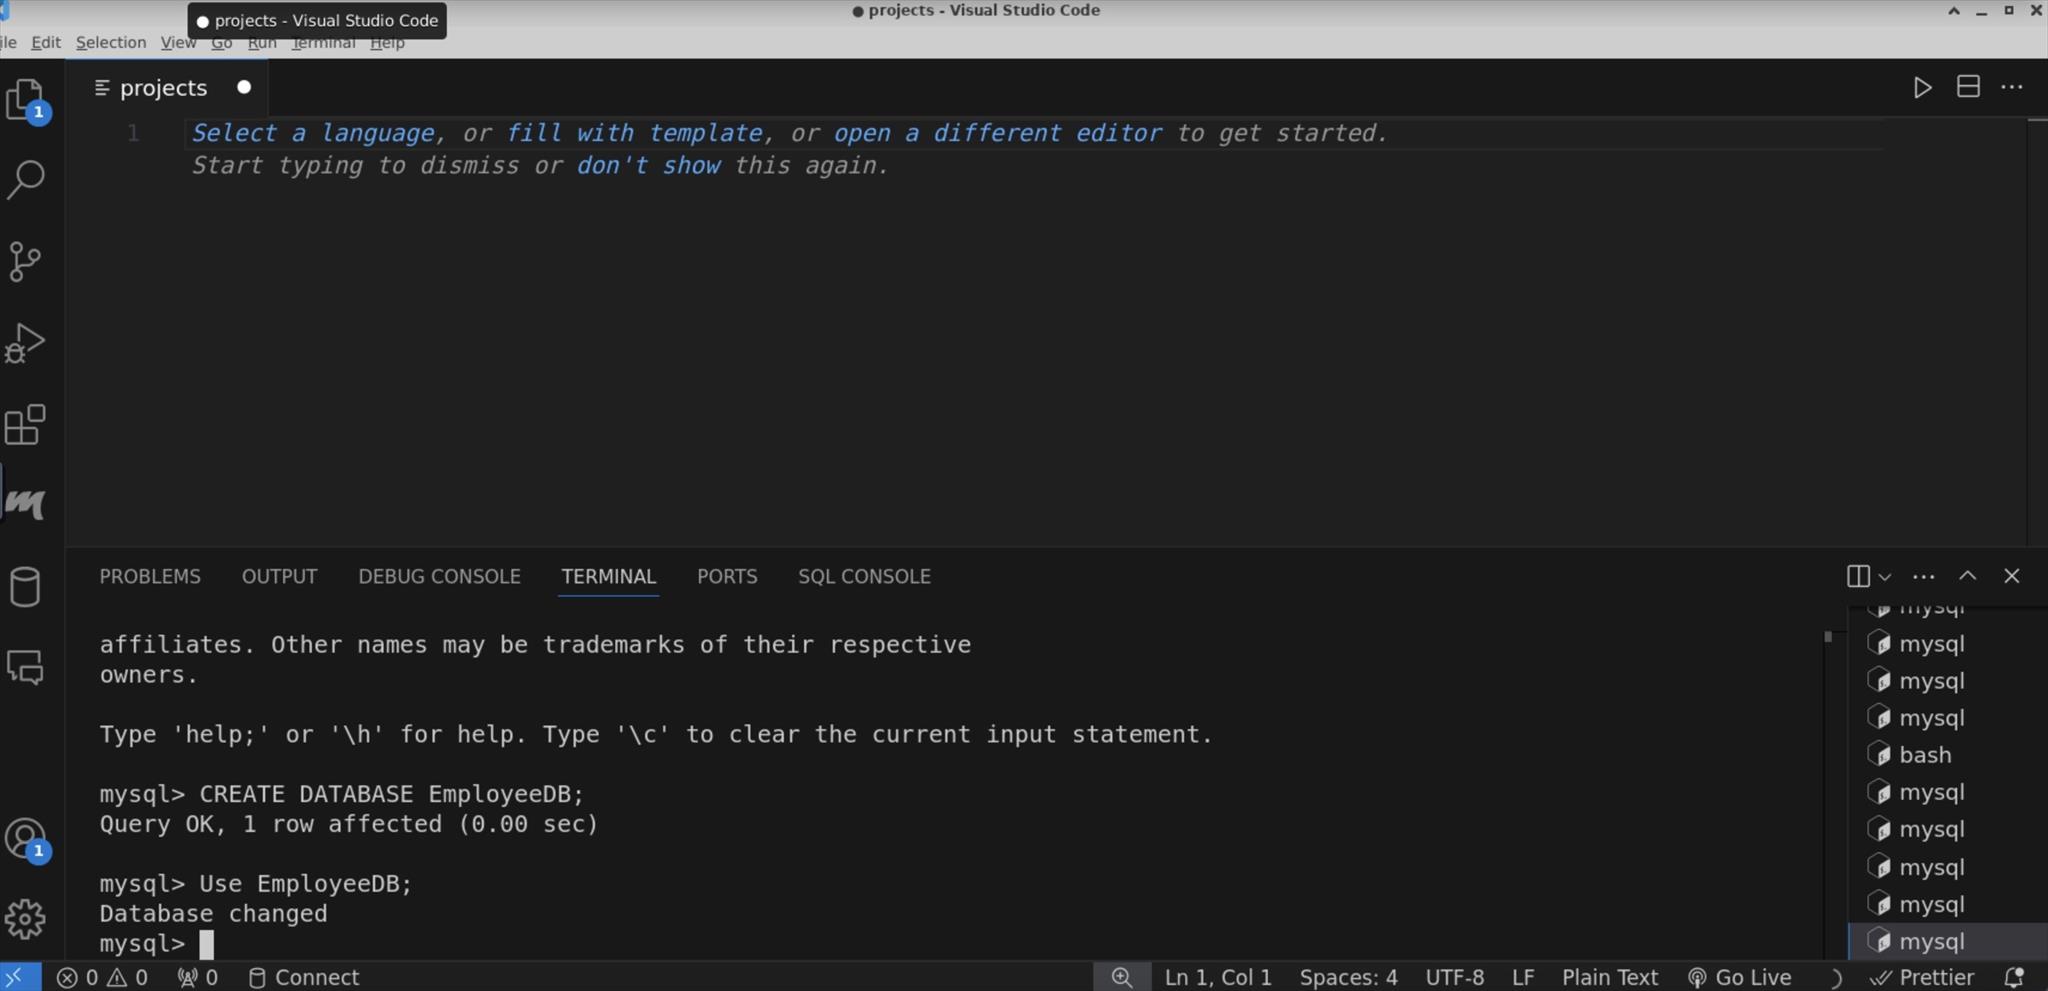 ● projects - Visual Studio Code
● projects - Visual Studio Code
ile Edit Selection View Go Run Terminal Help
projects
1
1 Select a language, or fill with template, or open a different editor to get started.
Start typing to dismiss or don't show this again.
PROBLEMS OUTPUT DEBUG CONSOLE TERMINAL PORTS SQL CONSOLE
affiliates. Other names may be trademarks of their respective
owners.
Type 'help;' or '\h' for help. Type '\c' to clear the current input statement.
mysql> CREATE DATABASE EmployeeDB;
Query OK, 1 row affected (0.00 sec)
mysql> Use EmployeeDB;
Database changed
mysql>
mysql
mysql
mysql
mysql
bash
mysql
mysql
mysql
mysql
mysql
1
0 0 0 Connect Ln 1, Col 1 Spaces: 4 UTF-8 LF Plain Text Go Live Prettier